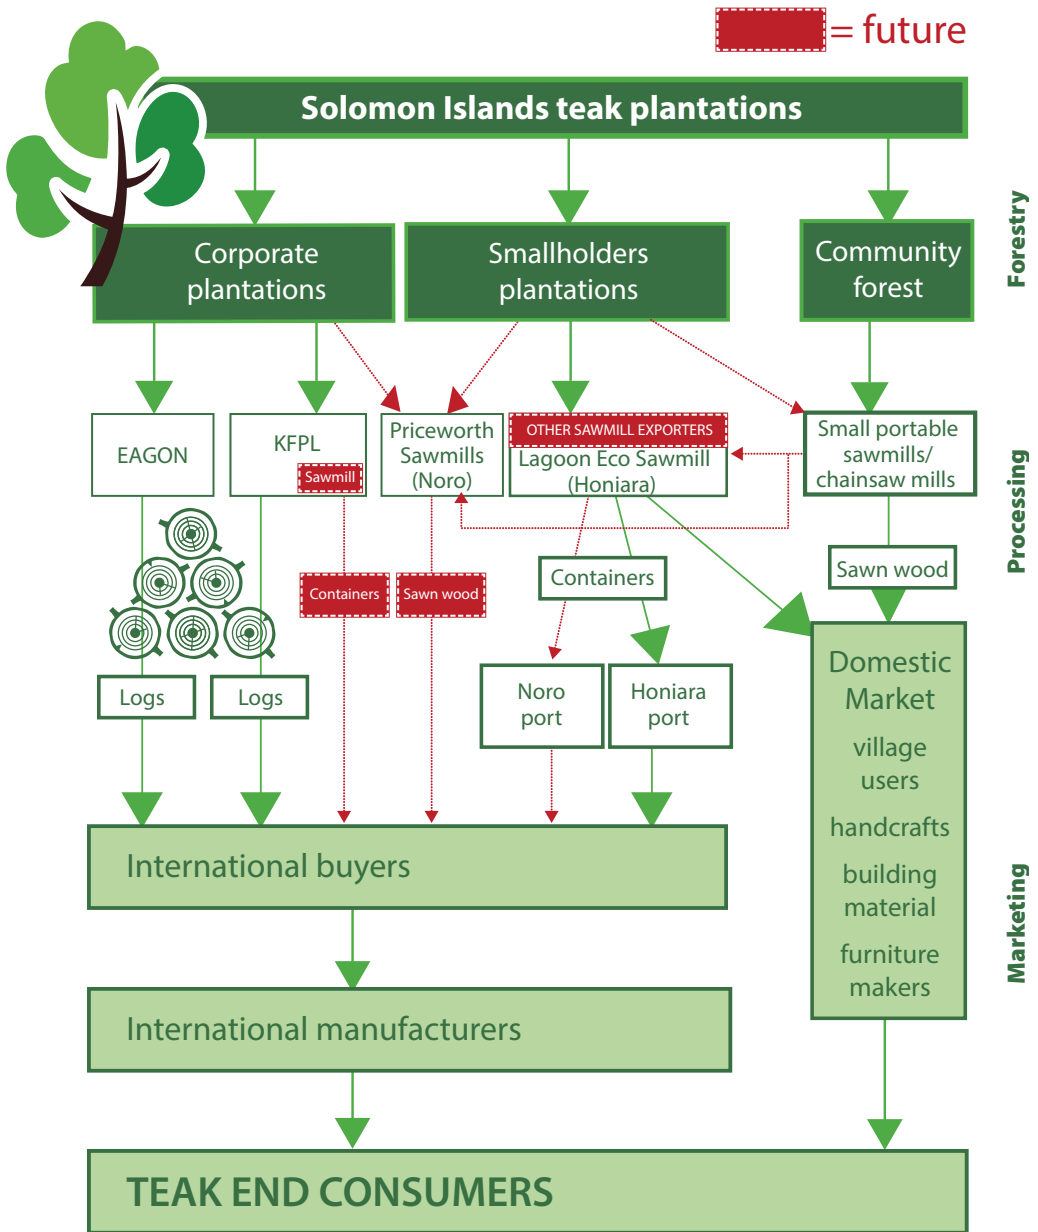 = future
Solomon Islands teak plantations
Corporate
plantations
Smallholders
plantations
Community
forest
Forestry
EAGON
KFPL
Sawmill
Priceworth
Sawmills
(Noro)
OTHER SAWMILL EXPORTERS
Lagoon Eco Sawmill
(Honiara)
Small portable
sawmills/
chainsaw mills
Processing
Containers
Sawn wood
Containers
Sawn wood
Logs
Logs
Noro
port
Honiara
port
Domestic
Market
village
users
handcrafts
building
material
furniture
makers
International buyers
Marketing
International manufacturers
TEAK END CONSUMERS